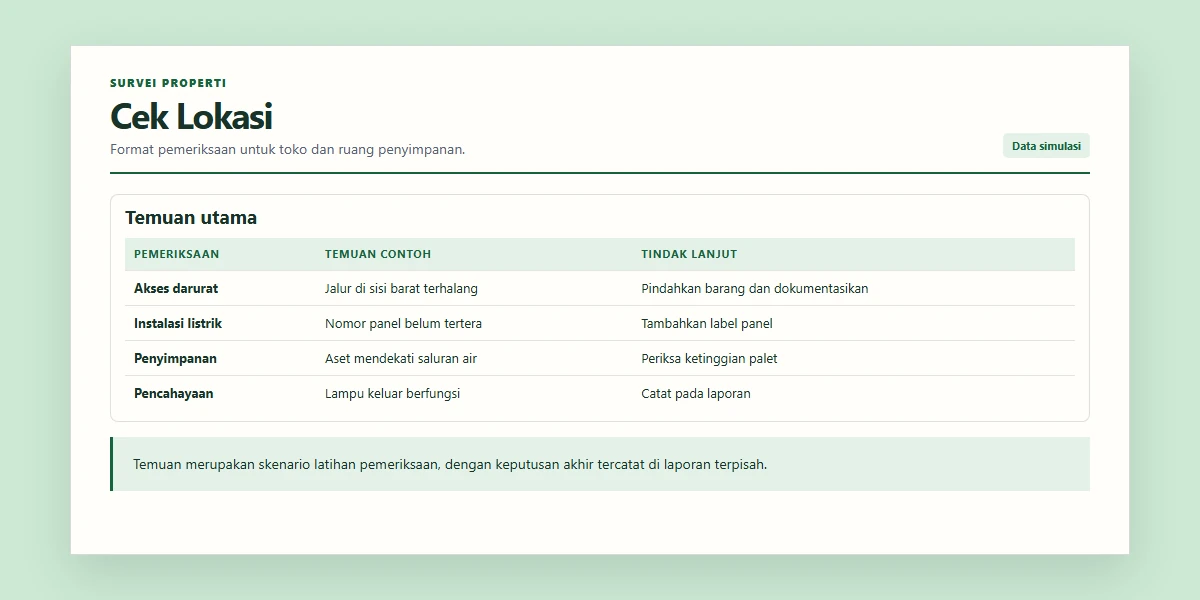 SURVEI PROPERTI
Cek Lokasi
Format pemeriksaan untuk toko dan ruang penyimpanan.
Data simulasi
Temuan utama
PEMERIKSAAN TEMUAN CONTOH TINDAK LANJUT
Akses darurat Jalur di sisi barat terhalang Pindahkan barang dan dokumentasikan
Instalasi listrik Nomor panel belum tertera Tambahkan label panel
Penyimpanan Aset mendekati saluran air Periksa ketinggian palet
Pencahayaan Lampu keluar berfungsi Catat pada laporan
Temuan merupakan skenario latihan pemeriksaan, dengan keputusan akhir tercatat di laporan terpisah.